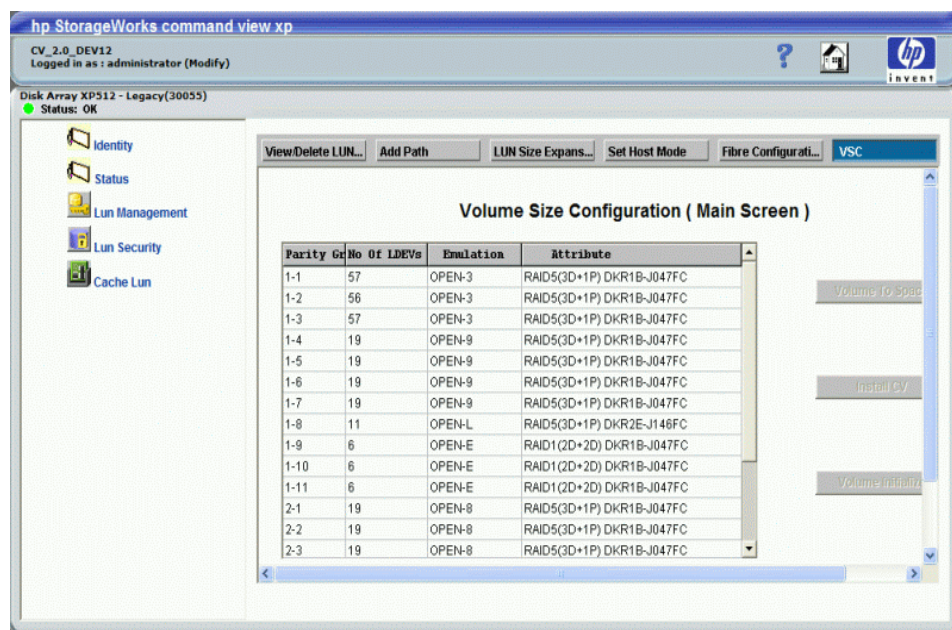 hp StorageWorks command view xp
CV_2.0_DEV12
Logged in as : administrator (Modify)
?
hp
invent
Disk Array XP512 - Legacy(30055)
Status: OK
Identity
Status
Lun Management
Lun Security
Cache Lun
View/Delete LUN... Add Path LUN Size Expans... Set Host Mode Fibre Configurati... VSC
Volume Size Configuration ( Main Screen )
Parity Gr No Of LDEVs Emulation Attribute
1-1 57 OPEN-3 RAID5(3D+1P) DKR1B-J047FC
1-2 56 OPEN-3 RAID5(3D+1P) DKR1B-J047FC
1-3 57 OPEN-3 RAID5(3D+1P) DKR1B-J047FC
1-4 19 OPEN-9 RAID5(3D+1P) DKR1B-J047FC
1-5 19 OPEN-9 RAID5(3D+1P) DKR1B-J047FC
1-6 19 OPEN-9 RAID5(3D+1P) DKR1B-J047FC
1-7 19 OPEN-9 RAID5(3D+1P) DKR1B-J047FC
1-8 11 OPEN-L RAID5(3D+1P) DKR2E-J146FC
1-9 6 OPEN-E RAID1(2D+2D) DKR1B-J047FC
1-10 6 OPEN-E RAID1(2D+2D) DKR1B-J047FC
1-11 6 OPEN-E RAID1(2D+2D) DKR1B-J047FC
2-1 19 OPEN-8 RAID5(3D+1P) DKR1B-J047FC
2-2 19 OPEN-8 RAID5(3D+1P) DKR1B-J047FC
2-3 19 OPEN-8 RAID5(3D+1P) DKR1B-J047FC
Volume To Spac
Install CV
Volume Initializ